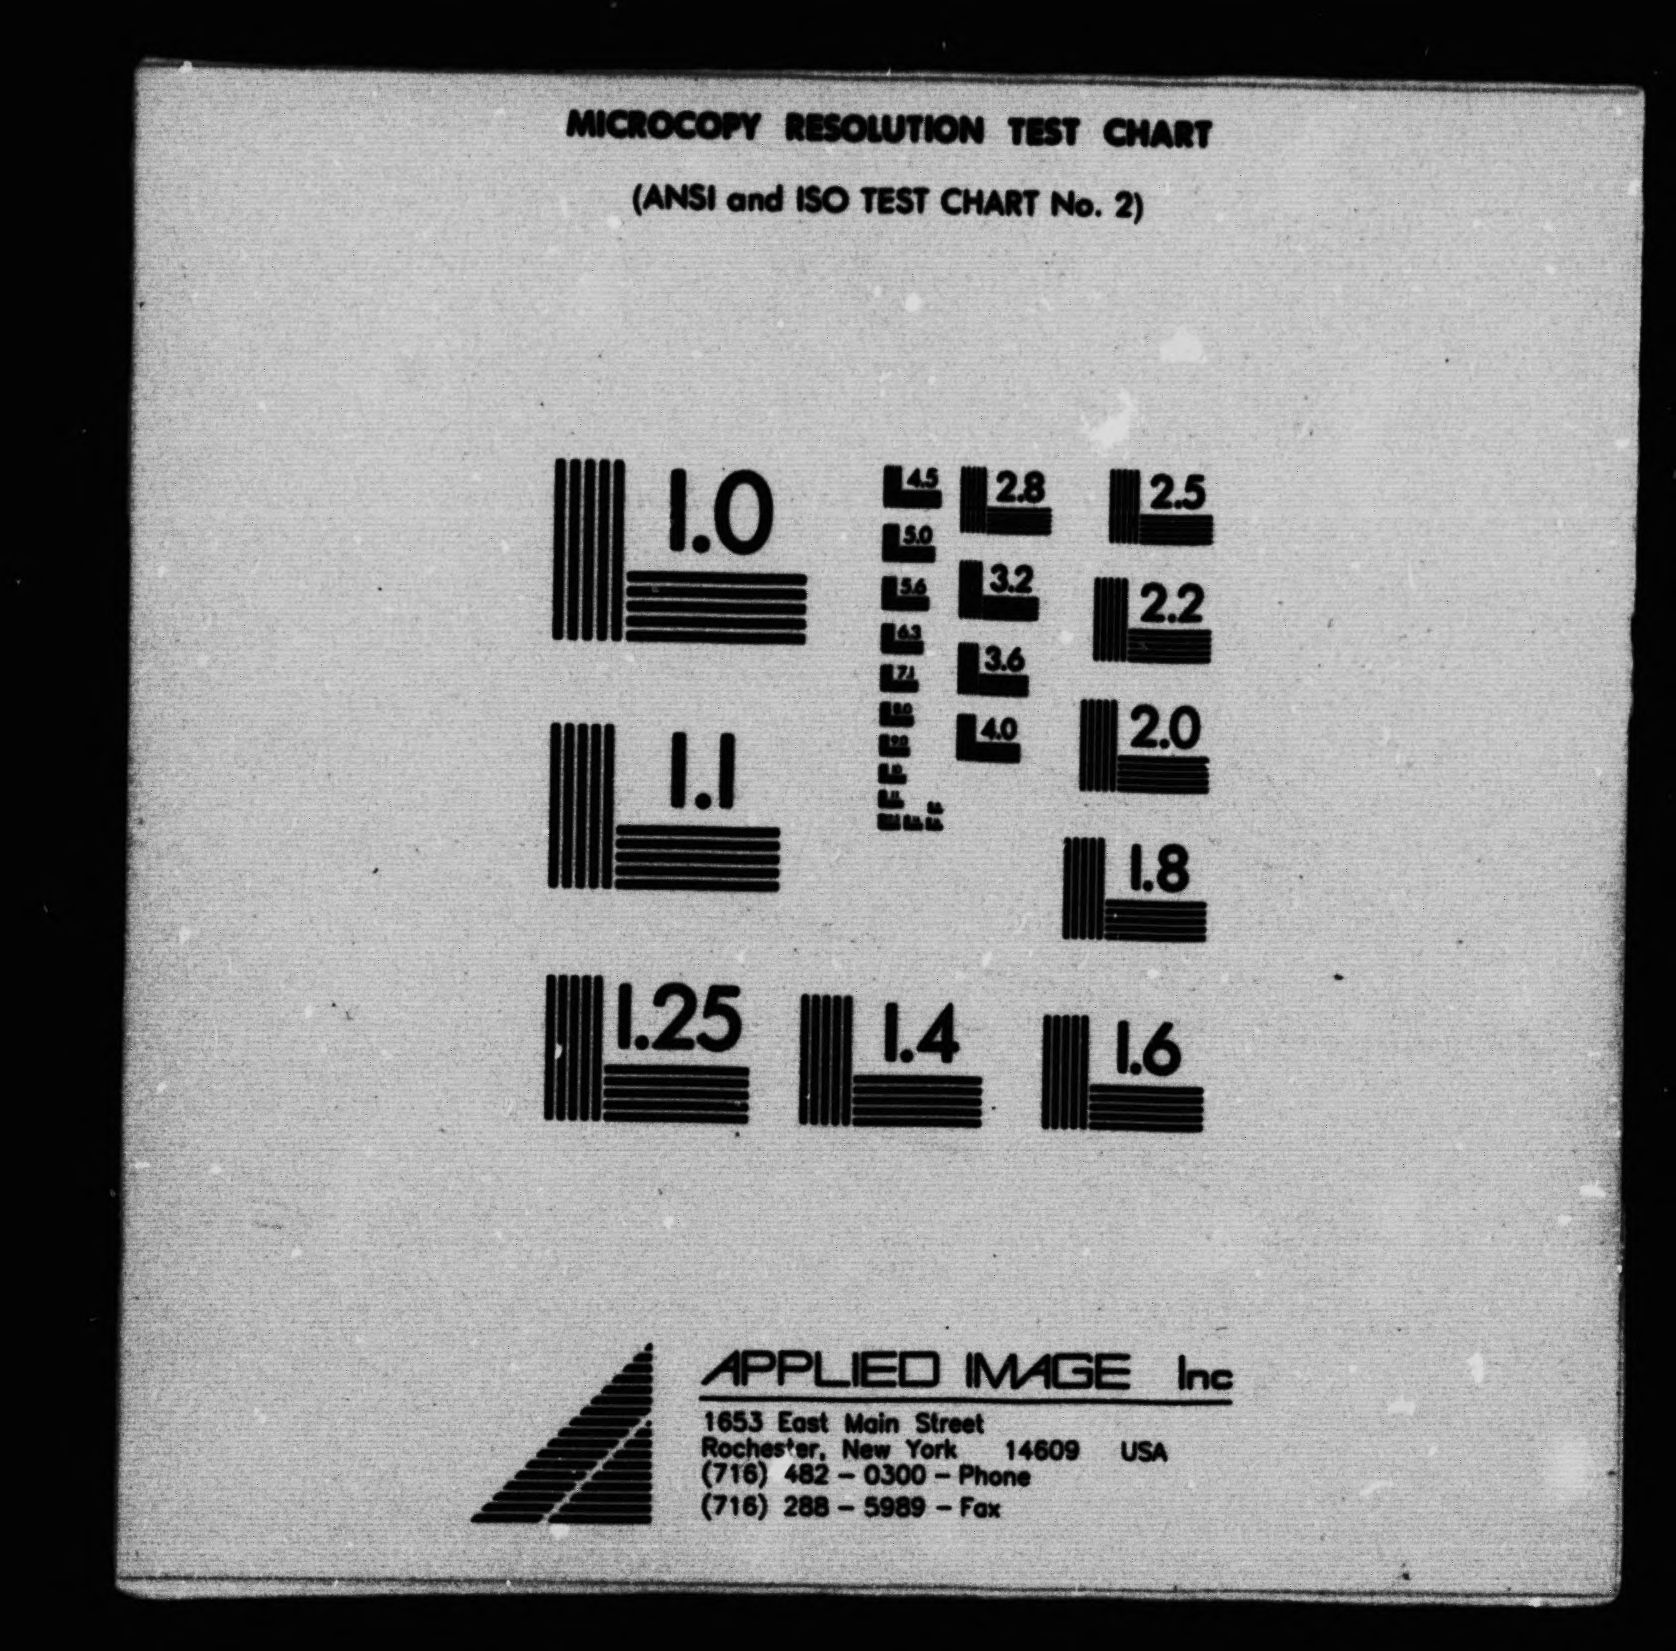 MICROCOPY RESOLUTION TEST CHART
(ANSI and ISO TEST CHART No. 2)
1.0
4.5
2.8
2.5
5.0
3.2
2.2
5.6
6.3
3.6
7.1
8.0
4.0
2.0
9.0
1.1
1.8
1.25
1.4
1.6
APPLIED IMAGE Inc
1653 East Main Street
Rochester, New York 14609 USA
(716) 482 - 0300 - Phone
(716) 288 - 5989 - Fax